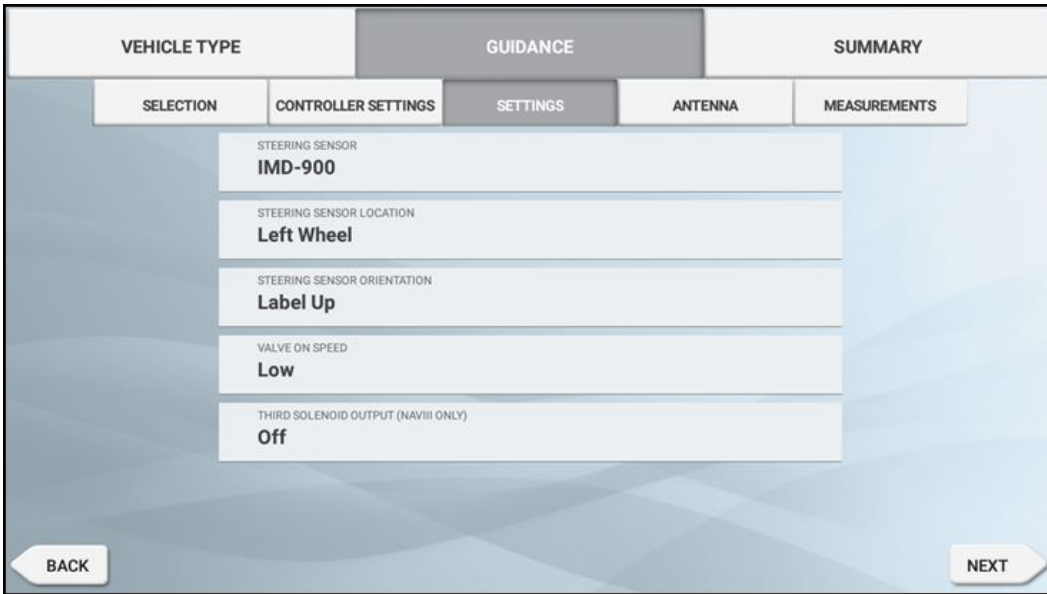 VEHICLE TYPE
GUIDANCE
SUMMARY
SELECTION
CONTROLLER SETTINGS
SETTINGS
ANTENNA
MEASUREMENTS
STEERING SENSOR
IMD-900
STEERING SENSOR LOCATION
Left Wheel
STEERING SENSOR ORIENTATION
Label Up
VALVE ON SPEED
Low
THIRD SOLENOID OUTPUT (NAVIII ONLY)
Off
BACK
NEXT